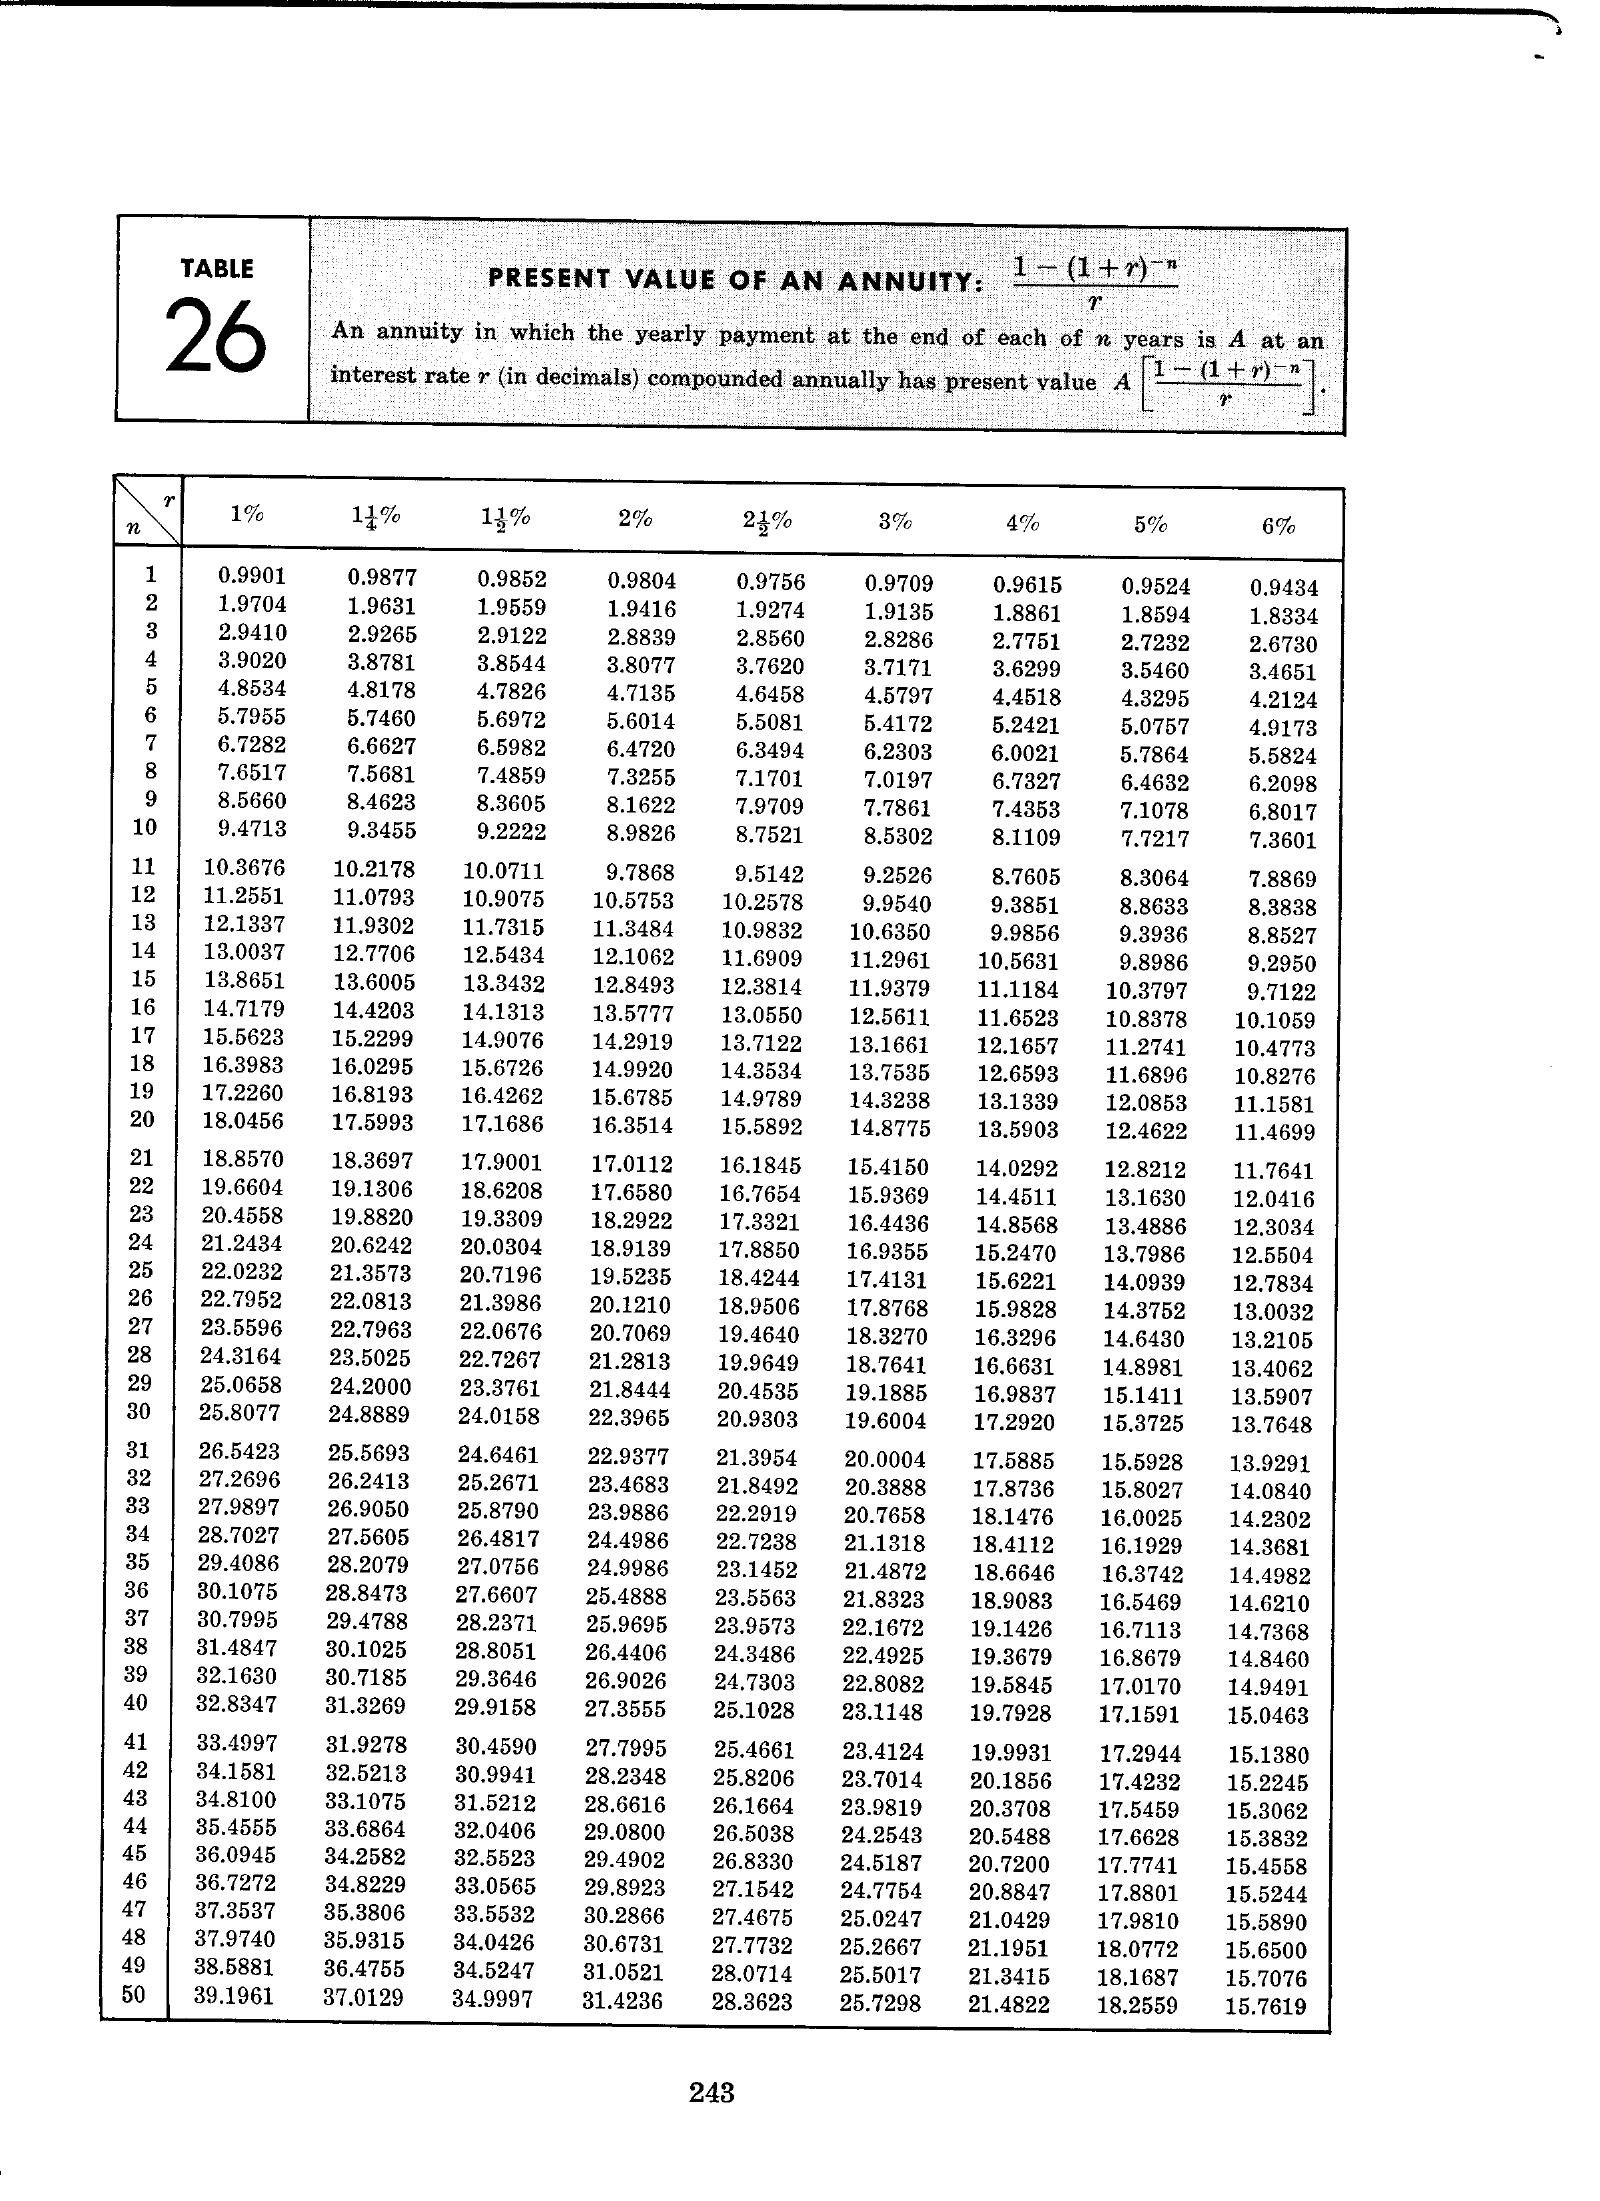 TABLE
26
PRESENT VALUE OF AN ANNUITY: 1 − (1 + r)⁻ⁿ / r
An annuity in which the yearly payment at the end of each of n years is A at an
interest rate r (in decimals) compounded annually has present value A [1 − (1 + r)⁻ⁿ / r].
n r 1% 1¼% 1½% 2% 2½% 3% 4% 5% 6%
1 0.9901 0.9877 0.9852 0.9804 0.9756 0.9709 0.9615 0.9524 0.9434
2 1.9704 1.9631 1.9559 1.9416 1.9274 1.9135 1.8861 1.8594 1.8334
3 2.9410 2.9265 2.9122 2.8839 2.8560 2.8286 2.7751 2.7232 2.6730
4 3.9020 3.8781 3.8544 3.8077 3.7620 3.7171 3.6299 3.5460 3.4651
5 4.8534 4.8178 4.7826 4.7135 4.6458 4.5797 4.4518 4.3295 4.2124
6 5.7955 5.7460 5.6972 5.6014 5.5081 5.4172 5.2421 5.0757 4.9173
7 6.7282 6.6627 6.5982 6.4720 6.3494 6.2303 6.0021 5.7864 5.5824
8 7.6517 7.5681 7.4859 7.3255 7.1701 7.0197 6.7327 6.4632 6.2098
9 8.5660 8.4623 8.3605 8.1622 7.9709 7.7861 7.4353 7.1078 6.8017
10 9.4713 9.3455 9.2222 8.9826 8.7521 8.5302 8.1109 7.7217 7.3601
11 10.3676 10.2178 10.0711 9.7868 9.5142 9.2526 8.7605 8.3064 7.8869
12 11.2551 11.0793 10.9075 10.5753 10.2578 9.9540 9.3851 8.8633 8.3838
13 12.1337 11.9302 11.7315 11.3484 10.9832 10.6350 9.9856 9.3936 8.8527
14 13.0037 12.7706 12.5434 12.1062 11.6909 11.2961 10.5631 9.8986 9.2950
15 13.8651 13.6005 13.3432 12.8493 12.3814 11.9379 11.1184 10.3797 9.7122
16 14.7179 14.4203 14.1313 13.5777 13.0550 12.5611 11.6523 10.8378 10.1059
17 15.5623 15.2299 14.9076 14.2919 13.7122 13.1661 12.1657 11.2741 10.4773
18 16.3983 16.0295 15.6726 14.9920 14.3534 13.7535 12.6593 11.6896 10.8276
19 17.2260 16.8193 16.4262 15.6785 14.9789 14.3238 13.1339 12.0853 11.1581
20 18.0456 17.5993 17.1686 16.3514 15.5892 14.8775 13.5903 12.4622 11.4699
21 18.8570 18.3697 17.9001 17.0112 16.1845 15.4150 14.0292 12.8212 11.7641
22 19.6604 19.1306 18.6208 17.6580 16.7654 15.9369 14.4511 13.1630 12.0416
23 20.4558 19.8820 19.3309 18.2922 17.3321 16.4436 14.8568 13.4886 12.3034
24 21.2434 20.6242 20.0304 18.9139 17.8850 16.9355 15.2470 13.7986 12.5504
25 22.0232 21.3573 20.7196 19.5235 18.4244 17.4131 15.6221 14.0939 12.7834
26 22.7952 22.0813 21.3986 20.1210 18.9506 17.8768 15.9828 14.3752 13.0032
27 23.5596 22.7963 22.0676 20.7069 19.4640 18.3270 16.3296 14.6430 13.2105
28 24.3164 23.5025 22.7267 21.2813 19.9649 18.7641 16.6631 14.8981 13.4062
29 25.0658 24.2000 23.3761 21.8444 20.4535 19.1885 16.9837 15.1411 13.5907
30 25.8077 24.8889 24.0158 22.3965 20.9303 19.6004 17.2920 15.3725 13.7648
31 26.5423 25.5693 24.6461 22.9377 21.3954 20.0004 17.5885 15.5928 13.9291
32 27.2696 26.2413 25.2671 23.4683 21.8492 20.3888 17.8736 15.8027 14.0840
33 27.9897 26.9050 25.8790 23.9886 22.2919 20.7658 18.1476 16.0025 14.2302
34 28.7027 27.5605 26.4817 24.4986 22.7238 21.1318 18.4112 16.1929 14.3681
35 29.4086 28.2079 27.0756 24.9986 23.1452 21.4872 18.6646 16.3742 14.4982
36 30.1075 28.8473 27.6607 25.4888 23.5563 21.8323 18.9083 16.5469 14.6210
37 30.7995 29.4788 28.2371 25.9695 23.9573 22.1672 19.1426 16.7113 14.7368
38 31.4847 30.1025 28.8051 26.4406 24.3486 22.4925 19.3679 16.8679 14.8460
39 32.1630 30.7185 29.3646 26.9026 24.7303 22.8082 19.5845 17.0170 14.9491
40 32.8347 31.3269 29.9158 27.3555 25.1028 23.1148 19.7928 17.1591 15.0463
41 33.4997 31.9278 30.4590 27.7995 25.4661 23.4124 19.9931 17.2944 15.1380
42 34.1581 32.5213 30.9941 28.2348 25.8206 23.7014 20.1856 17.4232 15.2245
43 34.8100 33.1075 31.5212 28.6616 26.1664 23.9819 20.3708 17.5459 15.3062
44 35.4555 33.6864 32.0406 29.0800 26.5038 24.2543 20.5488 17.6628 15.3832
45 36.0945 34.2582 32.5523 29.4902 26.8330 24.5187 20.7200 17.7741 15.4558
46 36.7272 34.8229 33.0565 29.8923 27.1542 24.7754 20.8847 17.8801 15.5244
47 37.3537 35.3806 33.5532 30.2866 27.4675 25.0247 21.0429 17.9810 15.5890
48 37.9740 35.9315 34.0426 30.6731 27.7732 25.2667 21.1951 18.0772 15.6500
49 38.5881 36.4755 34.5247 31.0521 28.0714 25.5017 21.3415 18.1687 15.7076
50 39.1961 37.0129 34.9997 31.4236 28.3623 25.7298 21.4822 18.2559 15.7619
243